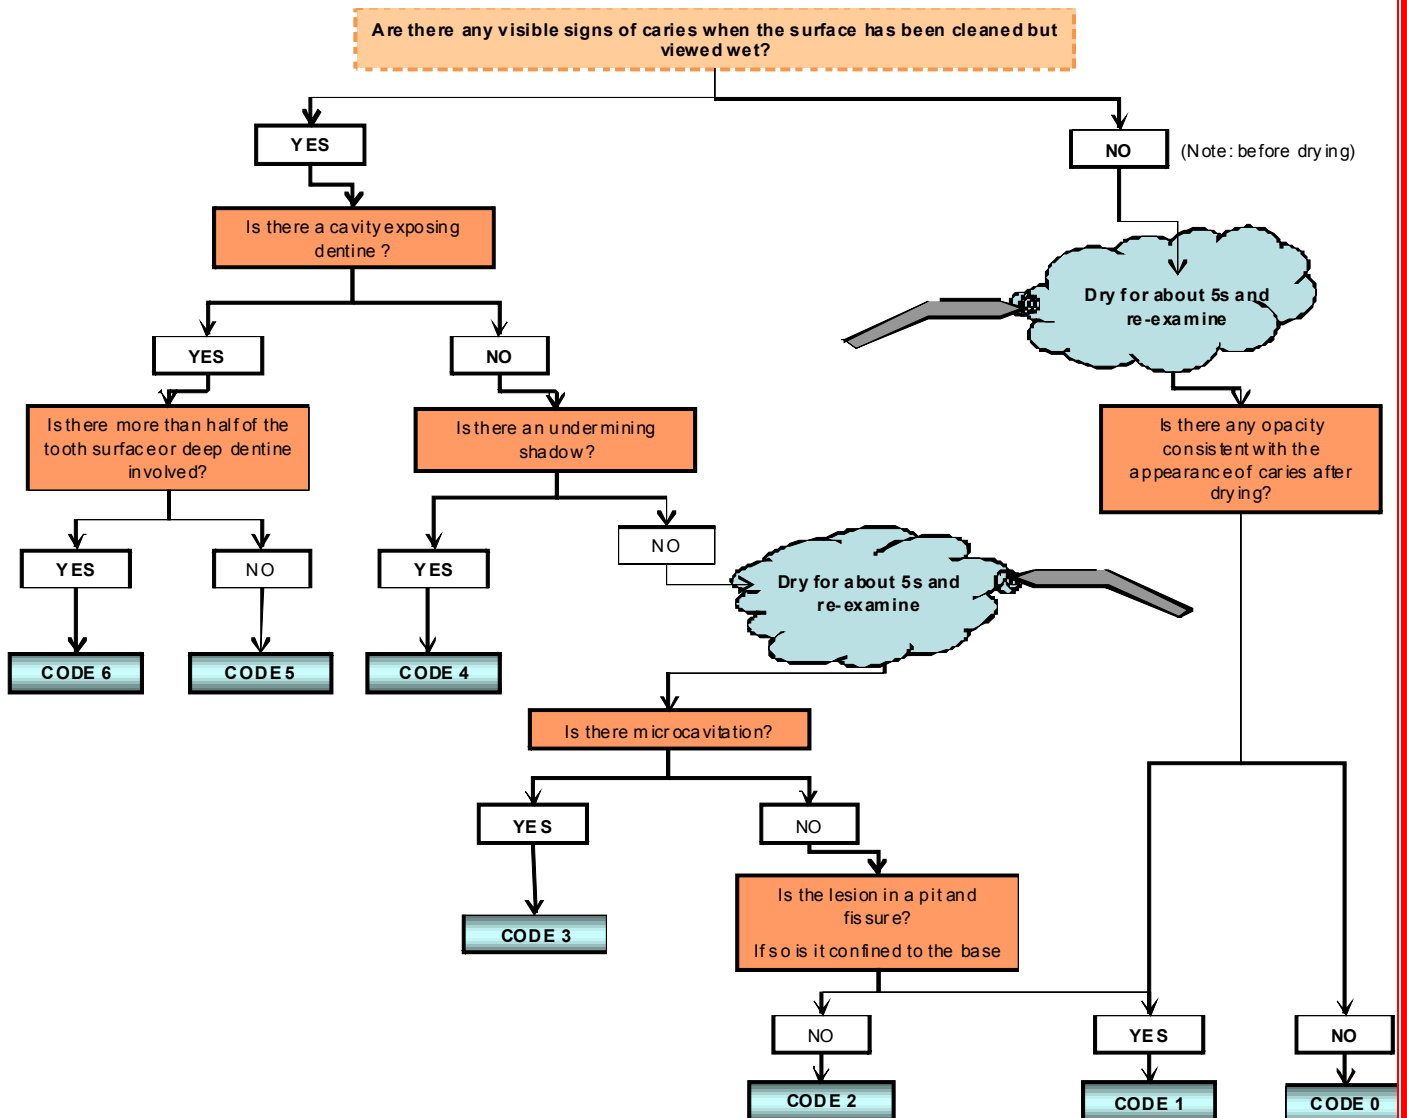 Are there any visible signs of caries when the surface has been cleaned but
viewed wet?
YES
NO
(Note: before drying)
Is there a cavity exposing
dentine ?
Dry for about 5s and
re-examine
YES
NO
Is there more than half of the
tooth surface or deep dentine
involved?
Is there an undermining
shadow?
Is there any opacity
consistent with the
appearance of caries after
drying?
YES
NO
YES
NO
Dry for about 5s and
re-examine
CODE 6
CODE 5
CODE 4
Is there microcavitation?
YES
NO
Is the lesion in a pit and
fissure?
If so is it confined to the base
CODE 3
NO
YES
NO
CODE 2
CODE 1
CODE 0